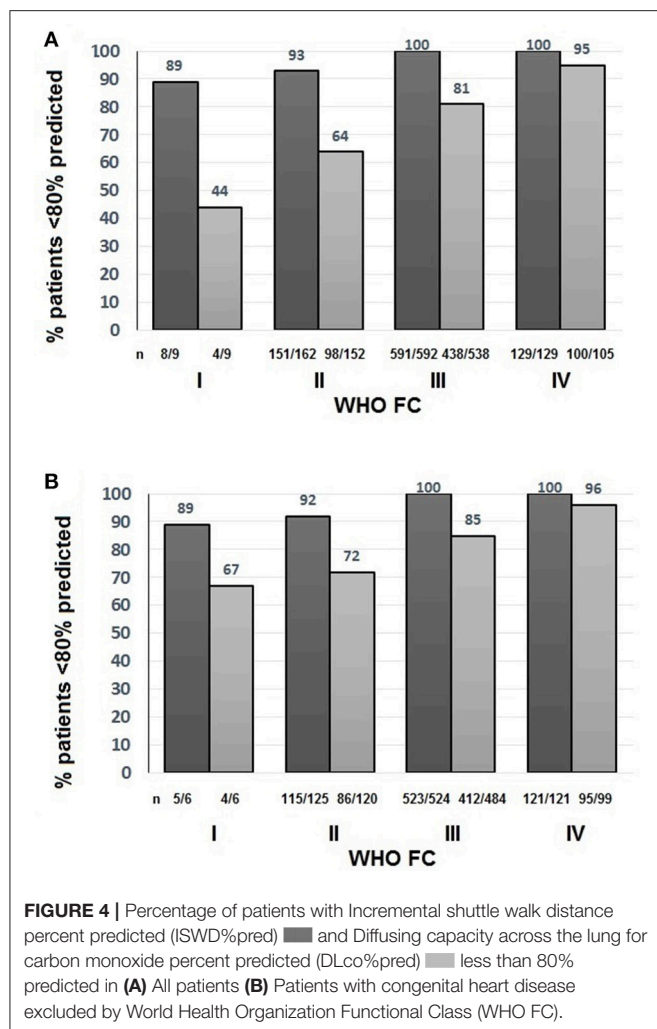 A
% patients <80% predicted
100
90
80
70
60
50
40
30
20
10
0
89
44
93
64
100
81
100
95
n 8/9 4/9 151/162 98/152 591/592 438/538 129/129 100/105
I II III IV
WHO FC
B
% patients <80% predicted
100
90
80
70
60
50
40
30
20
10
0
89
67
92
72
100
85
100
96
n 5/6 4/6 115/125 86/120 523/524 412/484 121/121 95/99
I II III IV
WHO FC
FIGURE 4 | Percentage of patients with Incremental shuttle walk distance
percent predicted (ISWD%pred) and Diffusing capacity across the lung for
carbon monoxide percent predicted (DLco%pred) less than 80%
predicted in (A) All patients (B) Patients with congenital heart disease
excluded by World Health Organization Functional Class (WHO FC).